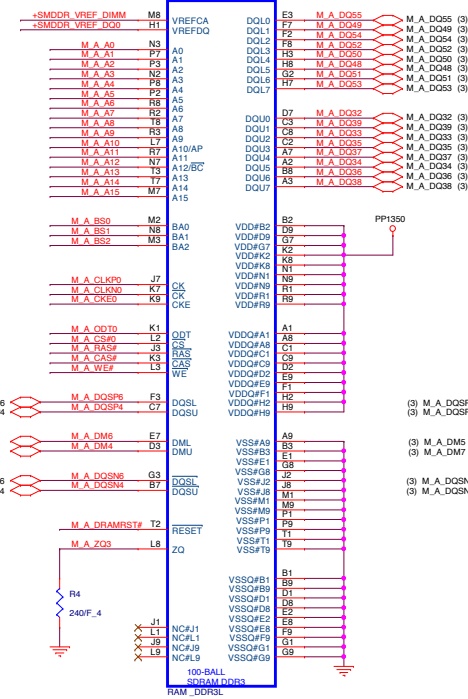 +SMDDR_VREF_DIMM M8 VREFCA DQL0 E3 M_A_DQ55 M_A_DQ55 (3)
+SMDDR_VREF_DQ0 H1 VREFDQ DQL1 F7 M_A_DQ49 M_A_DQ49 (3)
DQL2 F2 M_A_DQ54 M_A_DQ54 (3)
M_A_A0 N3 A0 DQL3 F8 M_A_DQ52 M_A_DQ52 (3)
M_A_A1 P7 A1 DQL4 H3 M_A_DQ50 M_A_DQ50 (3)
M_A_A2 P3 A2 DQL5 H8 M_A_DQ48 M_A_DQ48 (3)
M_A_A3 N2 A3 DQL6 G2 M_A_DQ51 M_A_DQ51 (3)
M_A_A4 P8 A4 DQL7 H7 M_A_DQ53 M_A_DQ53 (3)
M_A_A5 P2 A5
M_A_A6 R8 A6
M_A_A7 R2 A7 DQU0 D7 M_A_DQ32 M_A_DQ32 (3)
M_A_A8 T8 A8 DQU1 C3 M_A_DQ39 M_A_DQ39 (3)
M_A_A9 R3 A9 DQU2 C8 M_A_DQ33 M_A_DQ33 (3)
M_A_A10 L7 A10/AP DQU3 C2 M_A_DQ35 M_A_DQ35 (3)
M_A_A11 R7 A11 DQU4 A7 M_A_DQ37 M_A_DQ37 (3)
M_A_A12 N7 A12/BC DQU5 A2 M_A_DQ34 M_A_DQ34 (3)
M_A_A13 T3 A13 DQU6 B8 M_A_DQ36 M_A_DQ36 (3)
M_A_A14 T7 A14 DQU7 A3 M_A_DQ38 M_A_DQ38 (3)
M_A_A15 M7 A15
PP1350
M_A_BS0 M2 BA0 VDD#B2 B2
M_A_BS1 N8 BA1 VDD#D9 D9
M_A_BS2 M3 BA2 VDD#G7 G7
VDD#K2 K2
VDD#K8 K8
VDD#N1 N1
M_A_CLKP0 J7 CK VDD#N9 N9
M_A_CLKN0 K7 CK VDD#R1 R1
M_A_CKE0 K9 CKE VDD#R9 R9
M_A_ODT0 K1 ODT VDDQ#A1 A1
M_A_CS#0 L2 CS VDDQ#A8 A8
M_A_RAS# J3 RAS VDDQ#C1 C1
M_A_CAS# K3 CAS VDDQ#C9 C9
M_A_WE# L3 WE VDDQ#D2 D2
VDDQ#E9 E9
VDDQ#F1 F1
M_A_DQSP6 F3 DQSL VDDQ#H2 H2
M_A_DQSP4 C7 DQSU VDDQ#H9 H9
M_A_DM6 E7 DML VSS#A9 A9 (3) M_A_DM5
M_A_DM4 D3 DMU VSS#B3 B3 (3) M_A_DM7
VSS#E1 E1
VSS#G8 G8
M_A_DQSN6 G3 DQSL VSS#J2 J2
M_A_DQSN4 B7 DQSU VSS#J8 J8
VSS#M1 M1
VSS#M9 M9
VSS#P1 P1
M_A_DRAMRST# T2 RESET VSS#P9 P9
VSS#T1 T1
M_A_ZQ3 L8 ZQ VSS#T9 T9
VSSQ#B1 B1
VSSQ#B9 B9
R4 VSSQ#D1 D1
240/F_4 VSSQ#D8 D8
VSSQ#E2 E2
J1 NC#J1 VSSQ#E8 E8
L1 NC#L1 VSSQ#F9 F9
J9 NC#J9 VSSQ#G1 G1
L9 NC#L9 VSSQ#G9 G9
100-BALL
SDRAM DDR3
RAM _DDR3L